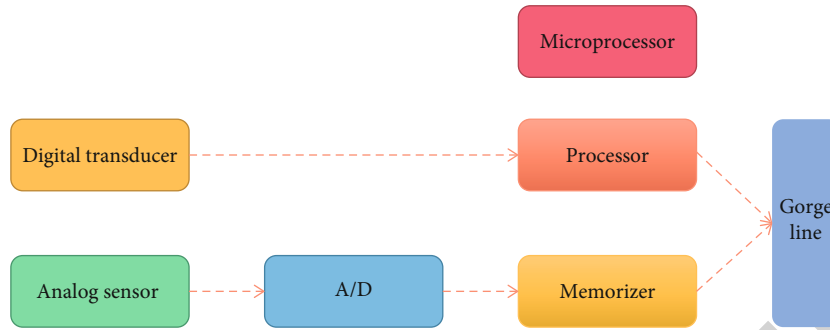 Microprocessor
Digital transducer
Processor
Gorge
line
Analog sensor
A/D
Memorizer